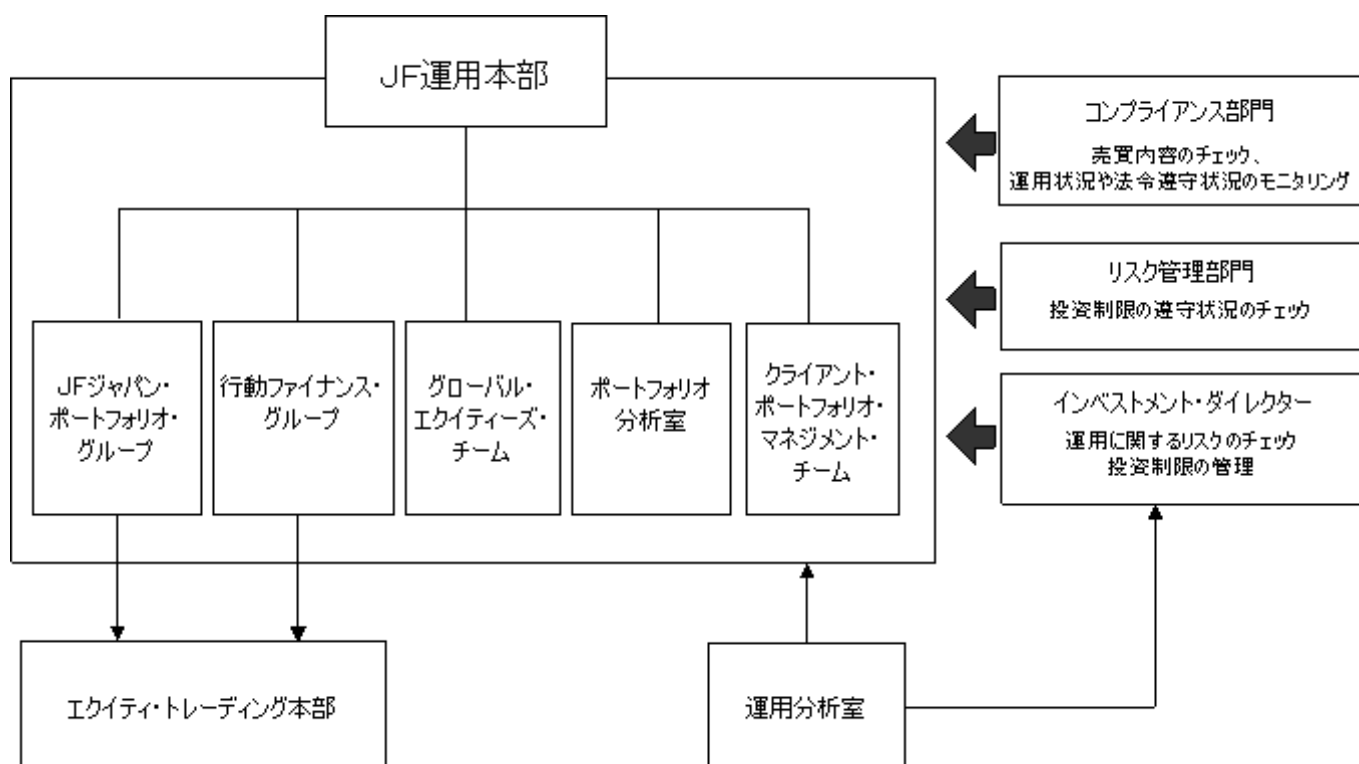 JF運用本部
コンプライアンス部門
売買内容のチェック、
運用状況や法令遵守状況のモニタリング
リスク管理部門
投資制限の遵守状況のチェック
インベストメント・ダイレクター
運用に関するリスクのチェック
投資制限の管理
JFジャパン・
ポートフォリオ・
グループ
行動ファイナンス・
グループ
グローバル・
エクイティーズ・
チーム
ポートフォリオ
分析室
クライアント・
ポートフォリオ・
マネジメント・
チーム
エクイティ・トレーディング本部
運用分析室